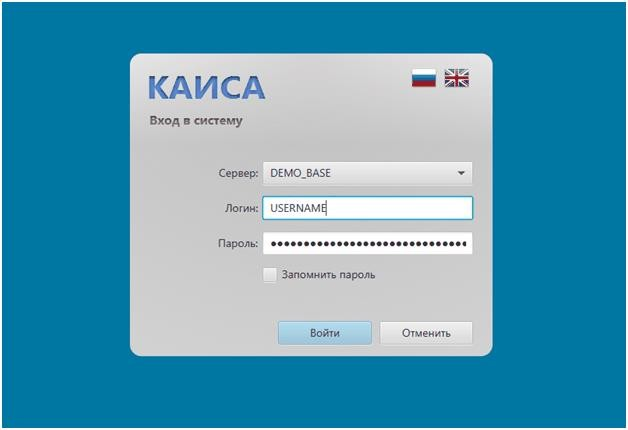 КАИСА
Вход в систему
Сервер: DEMO_BASE
Логин: USERNAME
Пароль: ●●●●●●●●●●●●●●●●●●●●●●●●●●●●●●
Запомнить пароль
Войти Отменить